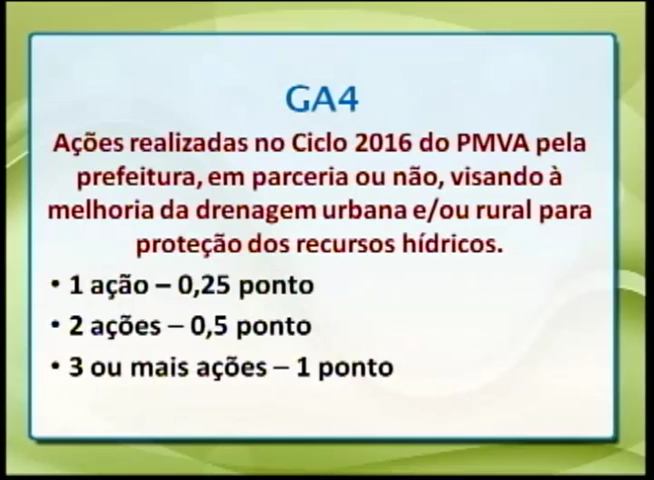 GA4
Ações realizadas no Ciclo 2016 do PMVA pela
prefeitura, em parceria ou não, visando à
melhoria da drenagem urbana e/ou rural para
proteção dos recursos hídricos.
• 1 ação – 0,25 ponto
• 2 ações – 0,5 ponto
• 3 ou mais ações – 1 ponto